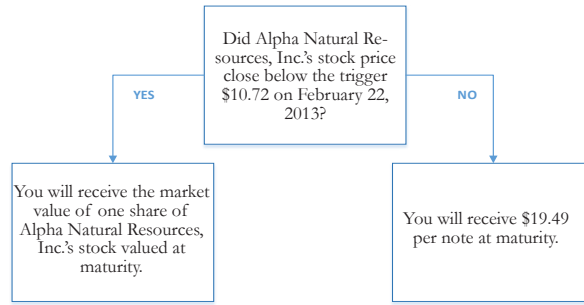 Did Alpha Natural Re-
sources, Inc.'s stock price
close below the trigger
$10.72 on February 22,
2013?
YES
NO
You will receive the market
value of one share of
Alpha Natural Resources,
Inc.'s stock valued at
maturity.
You will receive $19.49
per note at maturity.